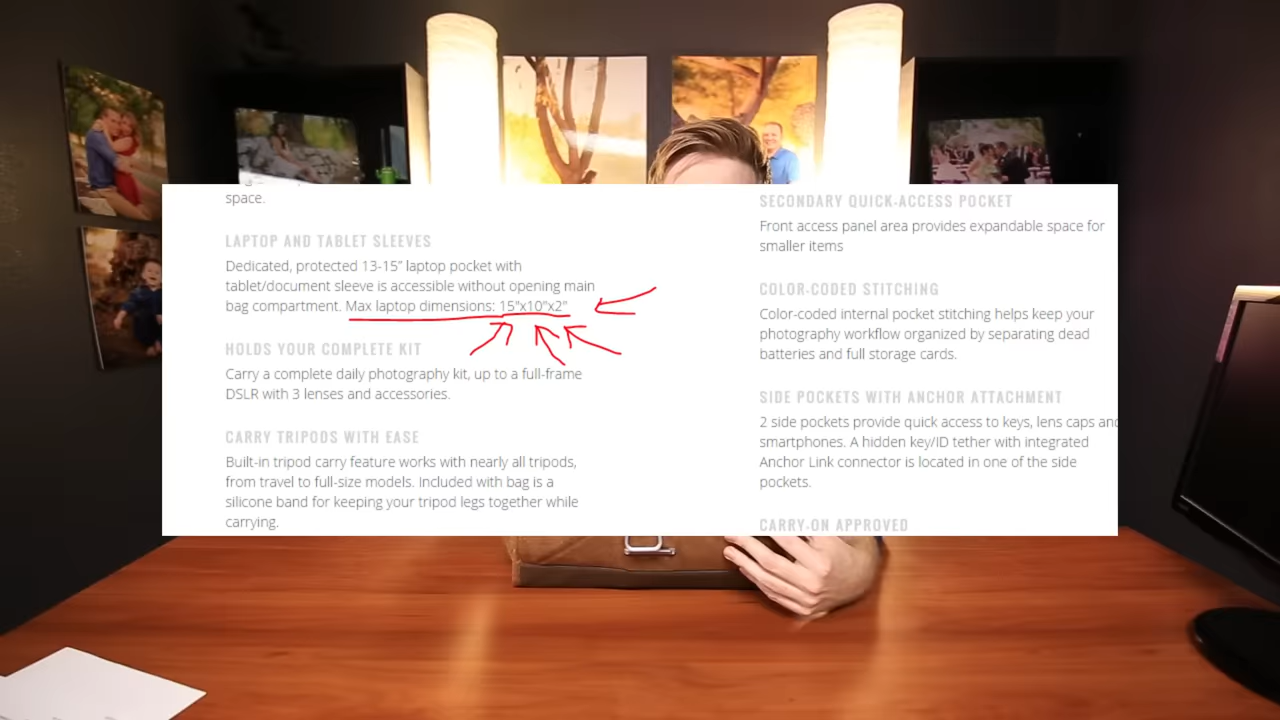 space.
LAPTOP AND TABLET SLEEVES
Dedicated, protected 13-15" laptop pocket with
tablet/document sleeve is accessible without opening main
bag compartment. Max laptop dimensions: 15"x10"x2"
HOLDS YOUR COMPLETE KIT
Carry a complete daily photography kit, up to a full-frame
DSLR with 3 lenses and accessories.
CARRY TRIPODS WITH EASE
Built-in tripod carry feature works with nearly all tripods,
from travel to full-size models. Included with bag is a
silicone band for keeping your tripod legs together while
carrying.
SECONDARY QUICK-ACCESS POCKET
Front access panel area provides expandable space for
smaller items
COLOR-CODED STITCHING
Color-coded internal pocket stitching helps keep your
photography workflow organized by separating dead
batteries and full storage cards.
SIDE POCKETS WITH ANCHOR ATTACHMENT
2 side pockets provide quick access to keys, lens caps and
smartphones. A hidden key/ID tether with integrated
Anchor Link connector is located in one of the side
pockets.
CARRY-ON APPROVED